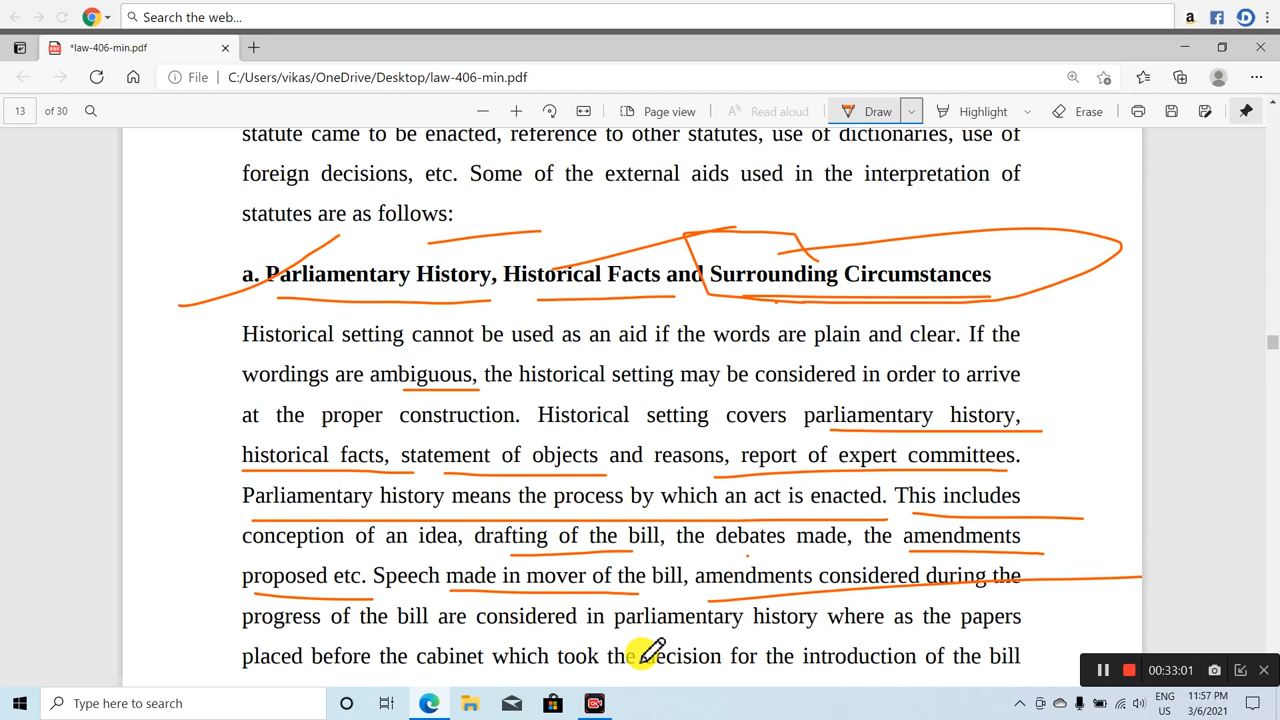 Search the web...
*law-406-min.pdf
File C:/Users/vikas/OneDrive/Desktop/law-406-min.pdf
13 of 30 Page view Read aloud Draw Highlight Erase
statute came to be enacted, reference to other statutes, use of dictionaries, use of
foreign decisions, etc. Some of the external aids used in the interpretation of
statutes are as follows:
a. Parliamentary History, Historical Facts and Surrounding Circumstances
Historical setting cannot be used as an aid if the words are plain and clear. If the
wordings are ambiguous, the historical setting may be considered in order to arrive
at the proper construction. Historical setting covers parliamentary history,
historical facts, statement of objects and reasons, report of expert committees.
Parliamentary history means the process by which an act is enacted. This includes
conception of an idea, drafting of the bill, the debates made, the amendments
proposed etc. Speech made in mover of the bill, amendments considered during the
progress of the bill are considered in parliamentary history where as the papers
placed before the cabinet which took the decision for the introduction of the bill
00:33:01
Type here to search
ENG
11:57 PM
3/6/2021